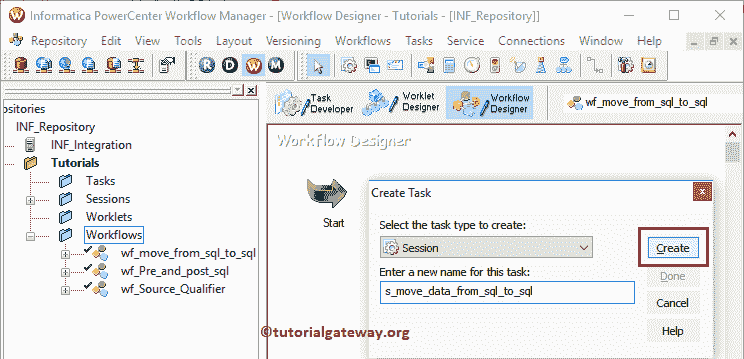 Informatica PowerCenter Workflow Manager - [Workflow Designer - Tutorials - [INF_Repository]]
Repository Edit View Tools Layout Versioning Workflows Tasks Service Connections Window Help
R D W M
Task Developer
Worklet Designer
Workflow Designer
wf_move_from_sql_to_sql
ositories
INF_Repository
INF_Integration
Tutorials
Tasks
Sessions
Worklets
Workflows
wf_move_from_sql_to_sql
wf_Pre_and_post_sql
wf_Source_Qualifier
Workflow Designer
Start
Create Task
Select the task type to create:
Session
Create
Enter a new name for this task:
Done
s_move_data_from_sql_to_sql
Cancel
Help
©tutorialgateway.org